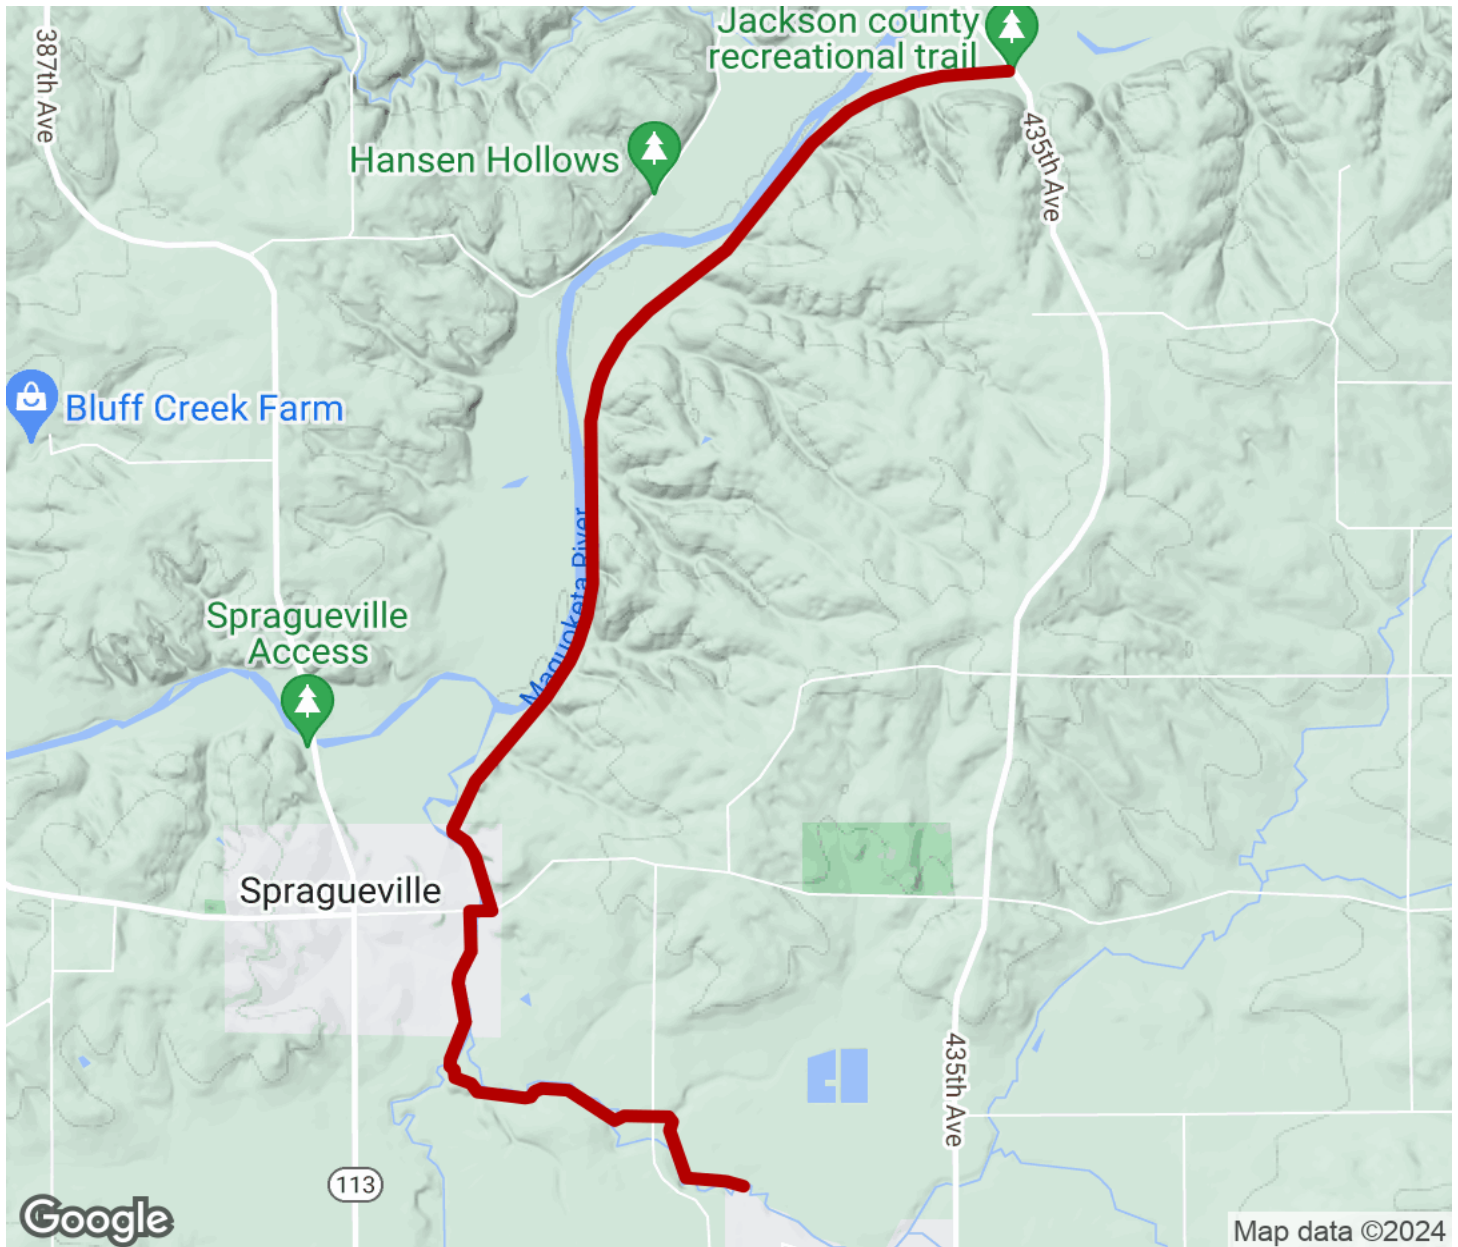 Jackson county
recreational trail
387th Ave
435th Ave
Hansen Hollows
Bluff Creek Farm
Maquoketa River
Spragueville
Access
Spragueville
435th Ave
113
Google
Map data ©2024